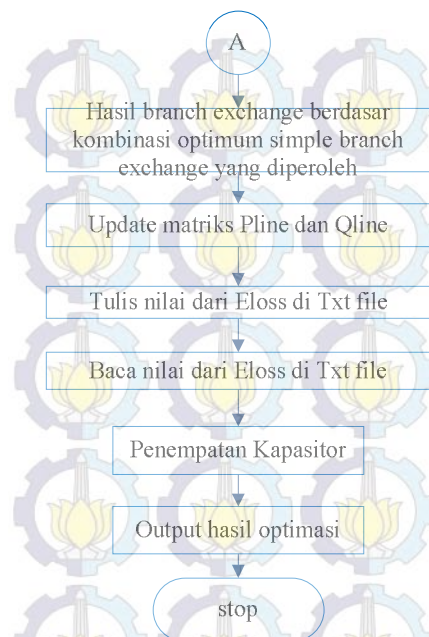 A
Hasil branch exchange berdasar
kombinasi optimum simple branch
exchange yang diperoleh
Update matriks Pline dan Qline
Tulis nilai dari Eloss di Txt file
Baca nilai dari Eloss di Txt file
Penempatan Kapasitor
Output hasil optimasi
stop